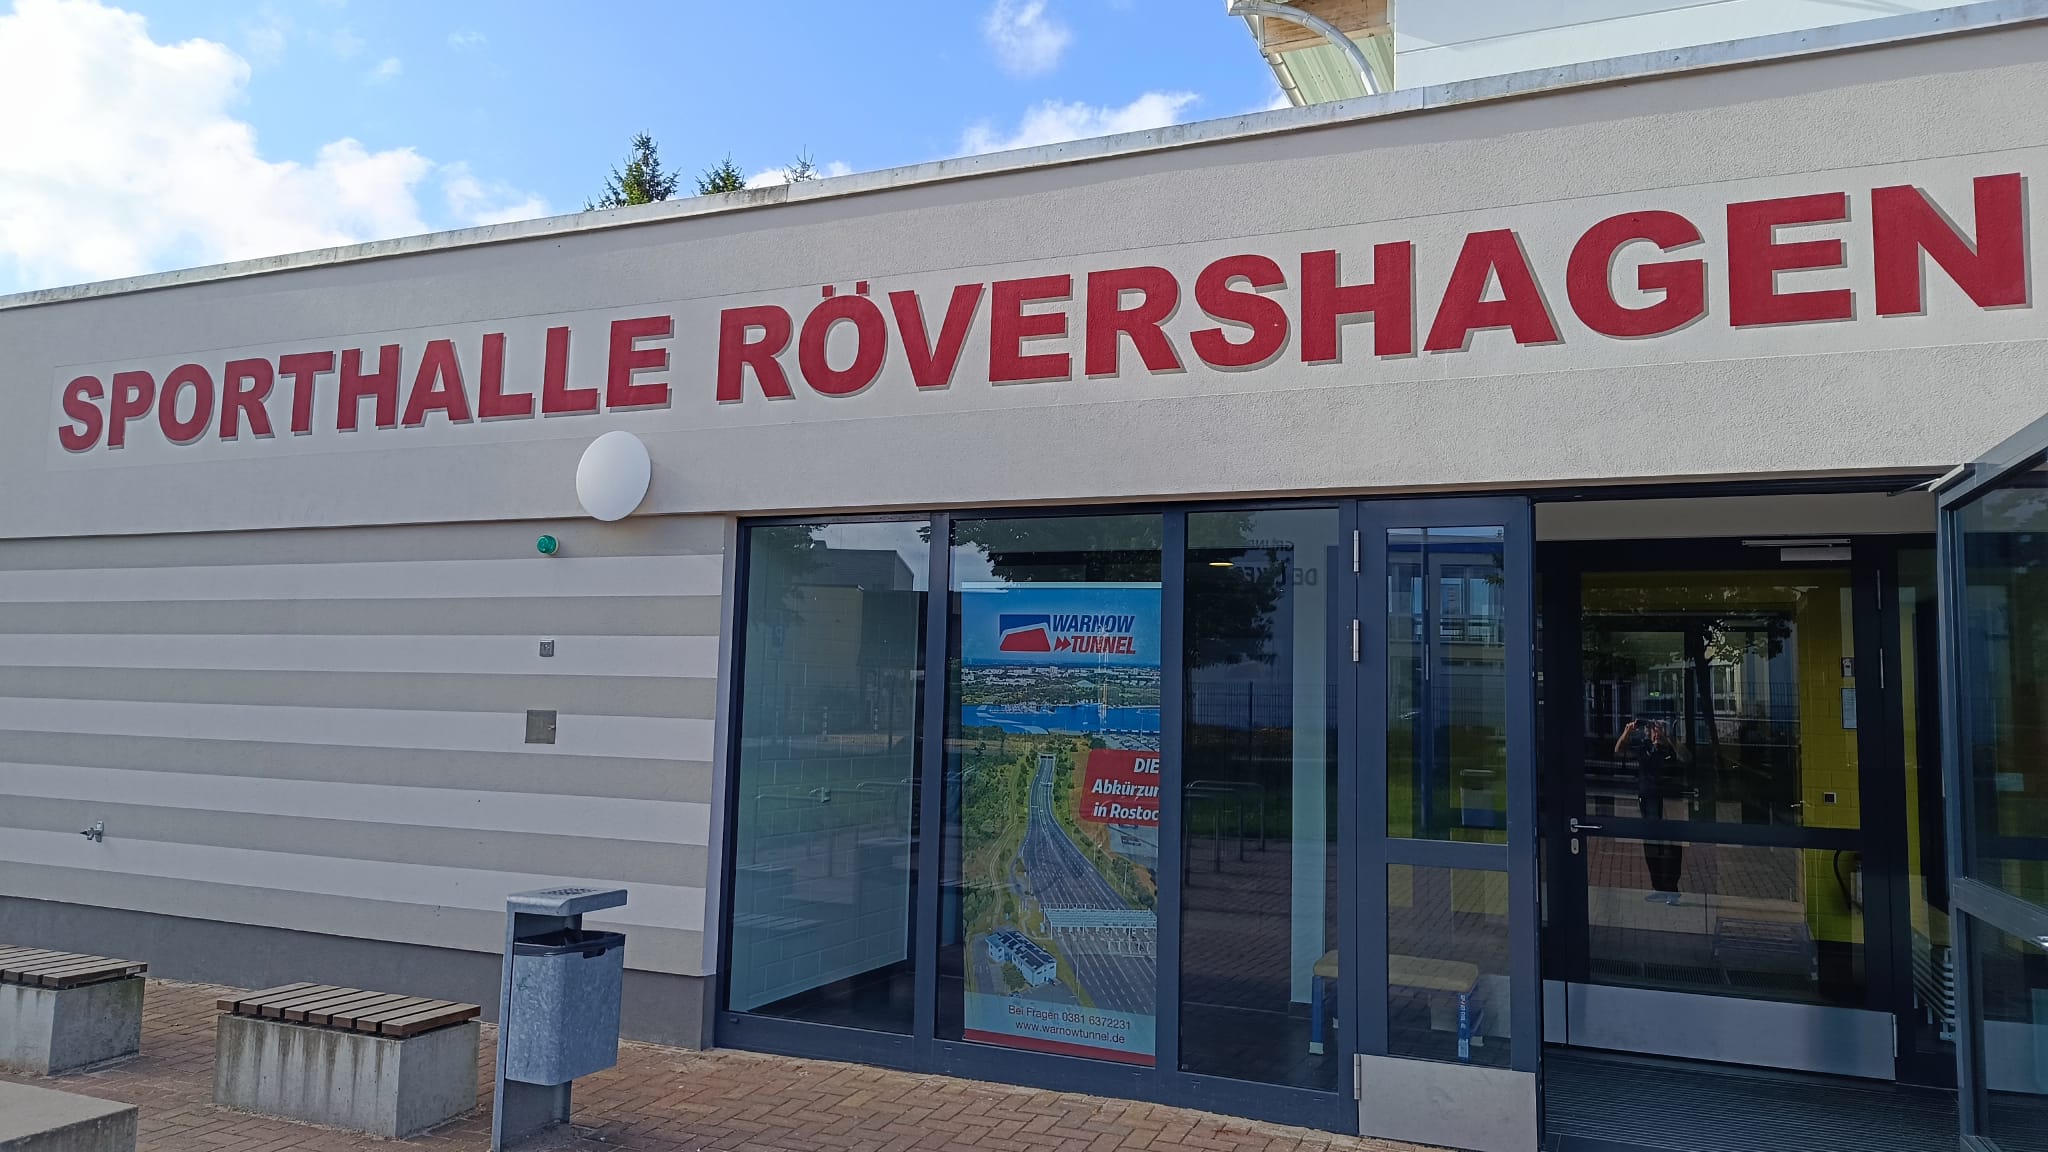 SPORTHALLE RÖVERSHAGEN
WARNOW
TUNNEL
DIE
Abkürzun
in Rostoc
Bei Fragen 0381 6372231
www.warnowtunnel.de